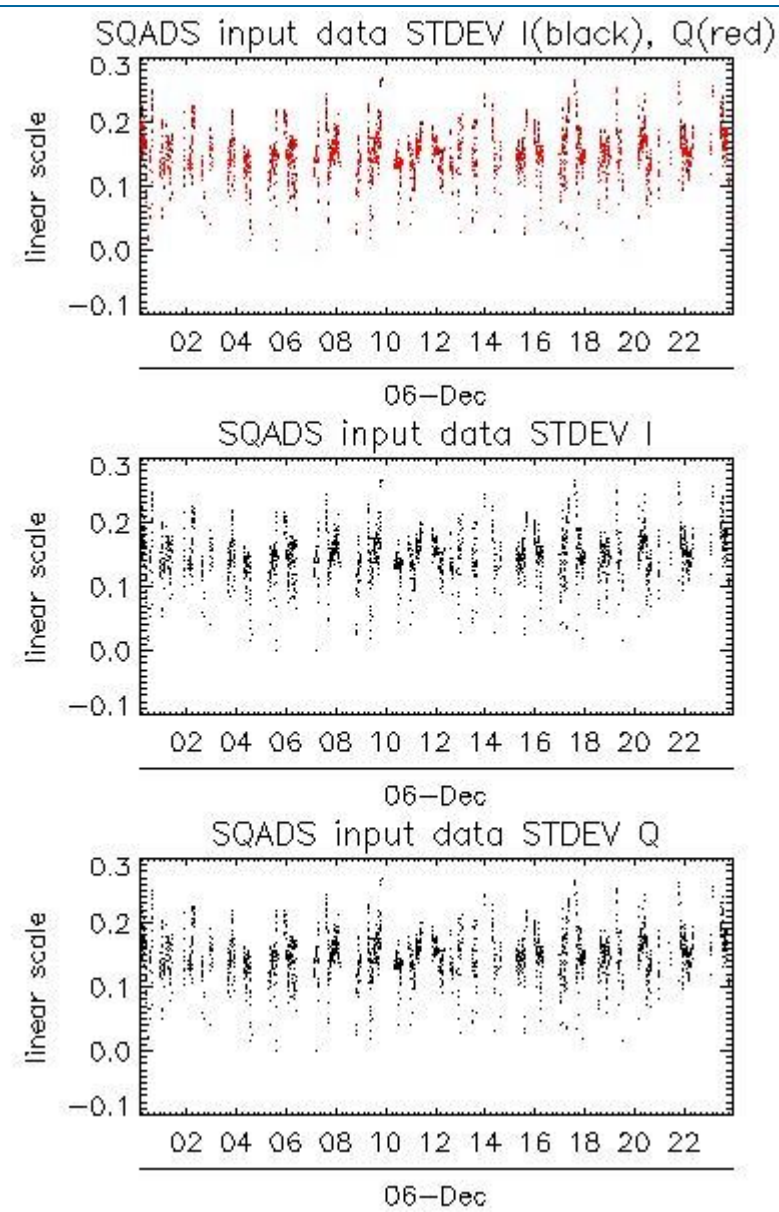 SQADS input data STDEV I(black), Q(red)
0.3
0.2
0.1
0.0
−0.1
linear scale
02 04 06 08 10 12 14 16 18 20 22
06−Dec
SQADS input data STDEV I
0.3
0.2
0.1
0.0
−0.1
linear scale
02 04 06 08 10 12 14 16 18 20 22
06−Dec
SQADS input data STDEV Q
0.3
0.2
0.1
0.0
−0.1
linear scale
02 04 06 08 10 12 14 16 18 20 22
06−Dec